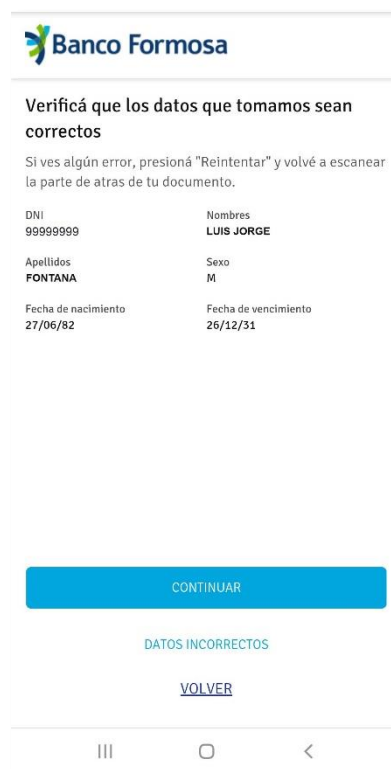 Banco Formosa
Verificá que los datos que tomamos sean
correctos
Si ves algún error, presioná "Reintentar" y volvé a escanear
la parte de atras de tu documento.
DNI
99999999
Nombres
LUIS JORGE
Apellidos
FONTANA
Sexo
M
Fecha de nacimiento
27/06/82
Fecha de vencimiento
26/12/31
CONTINUAR
DATOS INCORRECTOS
VOLVER